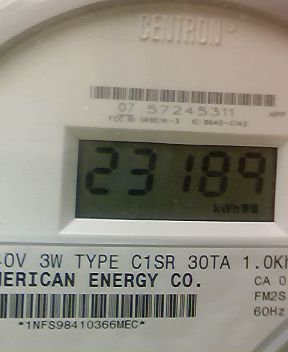 CENTRON
07 57245311
23189
kWh
0V 3W TYPE C1SR 30TA 1.0Kh
MERICAN ENERGY CO.
CA 0
FM2S
60Hz
*1NFS98410366MEC*